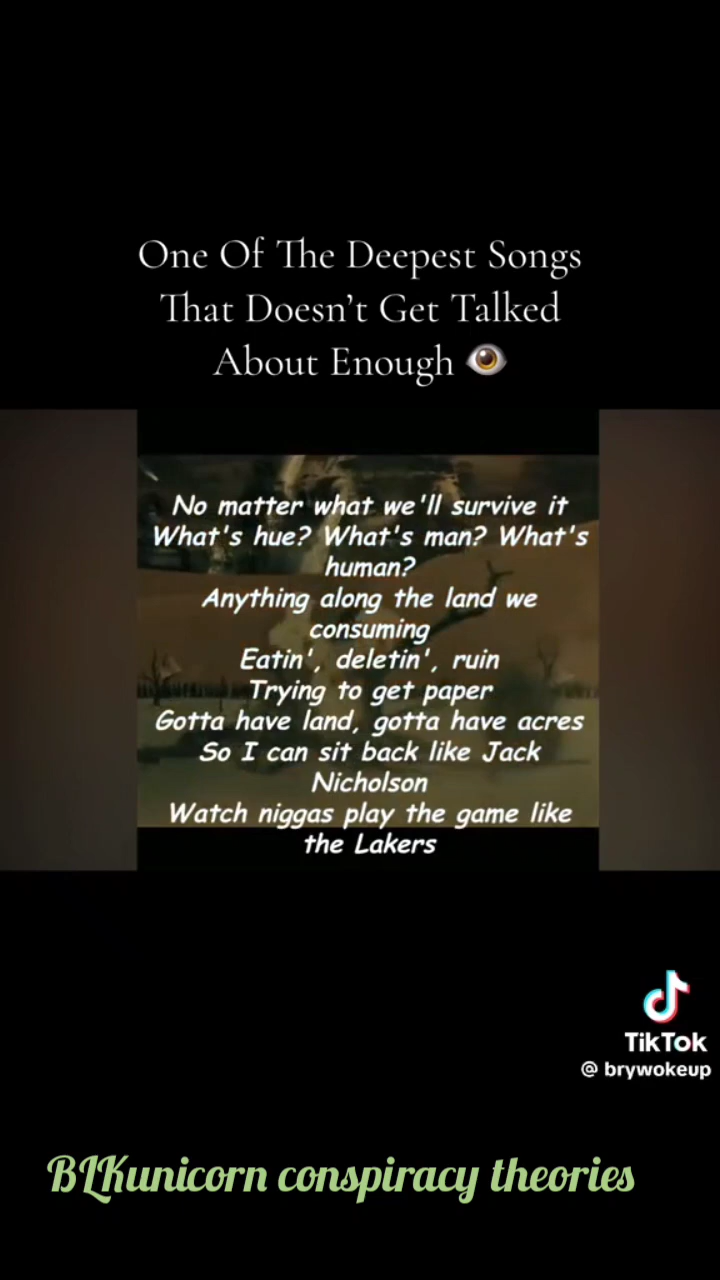 One Of The Deepest Songs
That Doesn't Get Talked
About Enough 👁️
No matter what we'll survive it
What's hue? What's man? What's
human?
Anything along the land we
consuming
Eatin', deletin', ruin
Trying to get paper
Gotta have land, gotta have acres
So I can sit back like Jack
Nicholson
Watch niggas play the game like
the Lakers
TikTok
@ brywokeup
BLKunicorn conspiracy theories